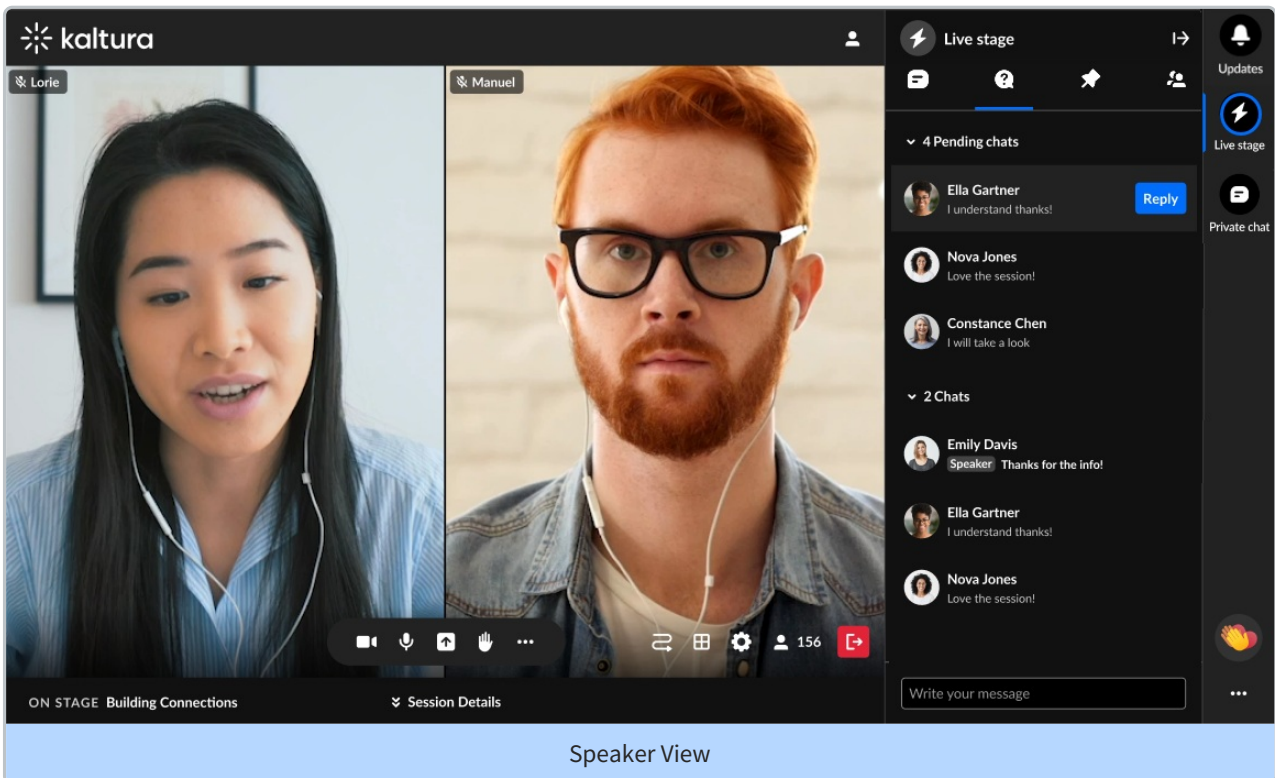 kaltura
Lorie
Manuel
ON STAGE Building Connections
Session Details
156
Live stage
4 Pending chats
Ella Gartner
I understand thanks!
Reply
Nova Jones
Love the session!
Constance Chen
I will take a look
2 Chats
Emily Davis
Speaker Thanks for the info!
Ella Gartner
I understand thanks!
Nova Jones
Love the session!
Write your message
Updates
Live stage
Private chat
Speaker View